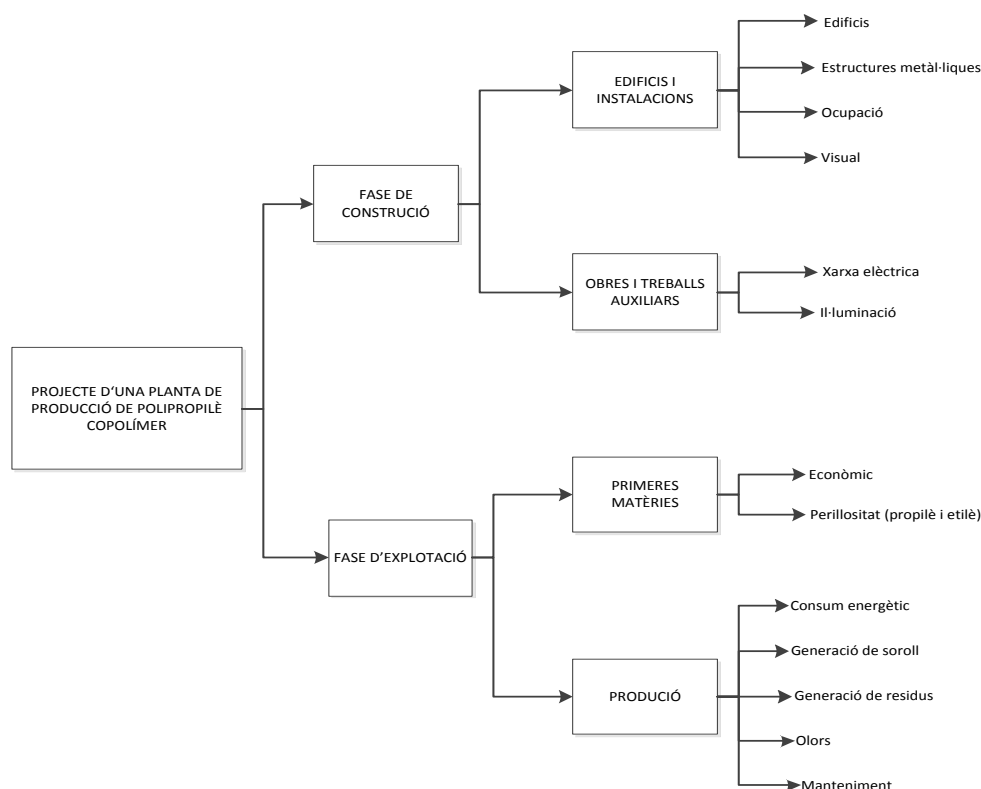 Edificis
Estructures metàl·liques
EDIFICIS I
INSTALACIONS
Ocupació
Visual
FASE DE
CONSTRUCIÓ
OBRES I TREBALLS
AUXILIARS
Xarxa elèctrica
Il·luminació
PROJECTE D'UNA PLANTA DE
PRODUCCIÓ DE POLIPROPILÈ
COPOLÍMER
PRIMERES
MATÈRIES
Econòmic
Perillositat (propilè i etilè)
FASE D'EXPLOTACIÓ
Consum energètic
Generació de soroll
PRODUCIÓ
Generació de residus
Olors
Manteniment